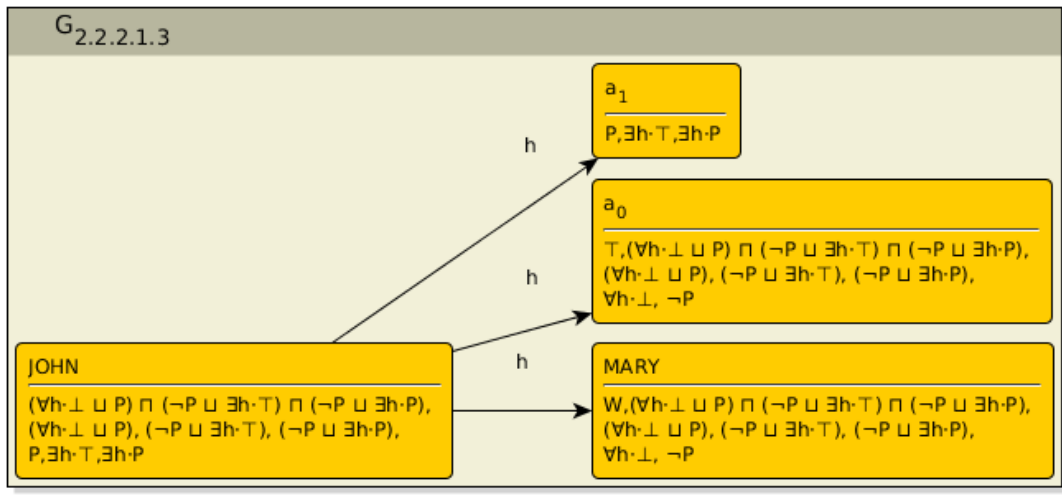 G2.2.2.1.3
a1
P,∃h·⊤,∃h·P
h
a0
⊤,(∀h·⊥ ⊔ P) ⊓ (¬P ⊔ ∃h·⊤) ⊓ (¬P ⊔ ∃h·P),
(∀h·⊥ ⊔ P), (¬P ⊔ ∃h·⊤), (¬P ⊔ ∃h·P),
∀h·⊥, ¬P
h
h
JOHN
(∀h·⊥ ⊔ P) ⊓ (¬P ⊔ ∃h·⊤) ⊓ (¬P ⊔ ∃h·P),
(∀h·⊥ ⊔ P), (¬P ⊔ ∃h·⊤), (¬P ⊔ ∃h·P),
P,∃h·⊤,∃h·P
MARY
W,(∀h·⊥ ⊔ P) ⊓ (¬P ⊔ ∃h·⊤) ⊓ (¬P ⊔ ∃h·P),
(∀h·⊥ ⊔ P), (¬P ⊔ ∃h·⊤), (¬P ⊔ ∃h·P),
∀h·⊥, ¬P